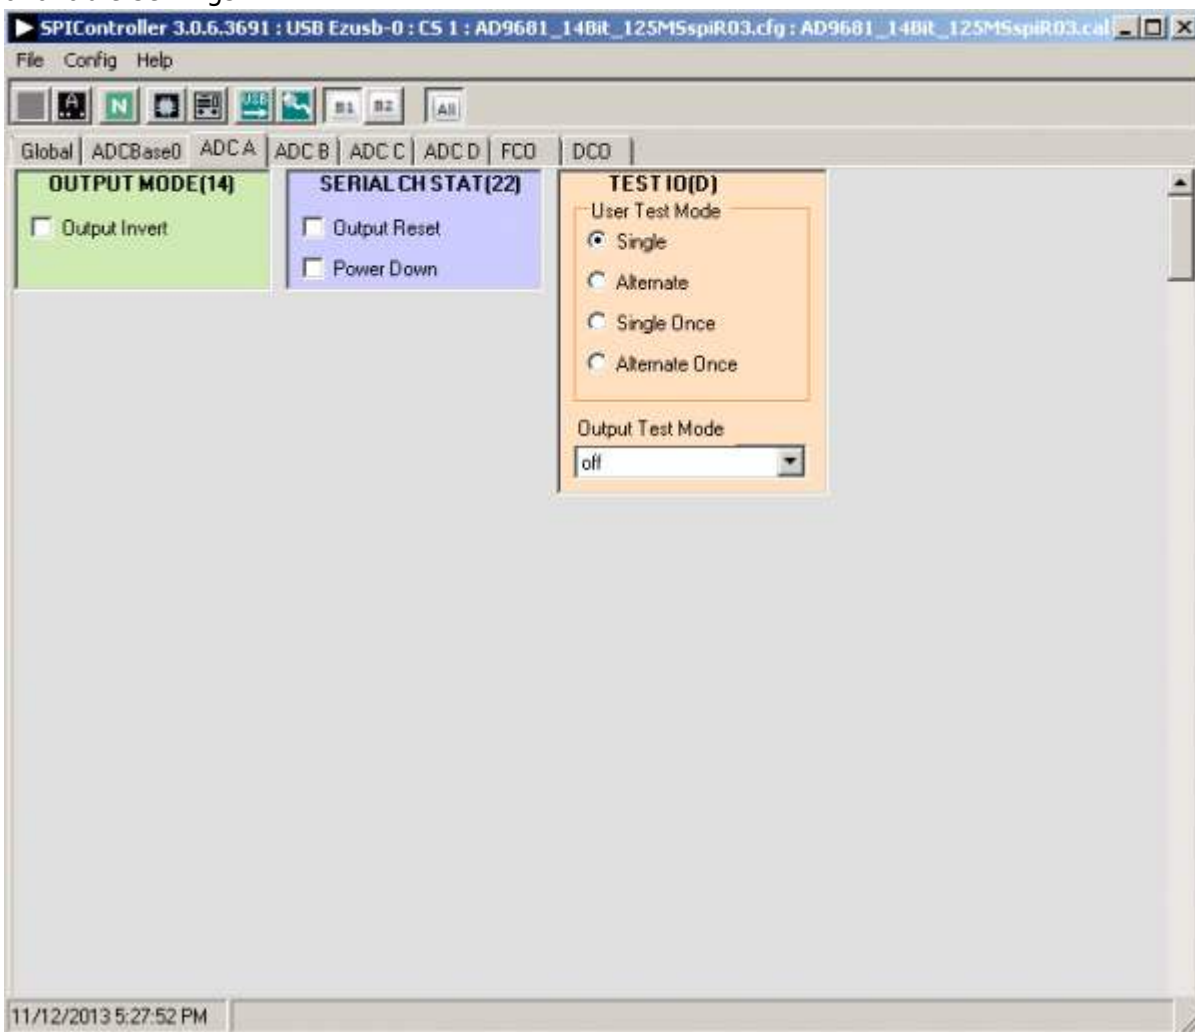 SPIController 3.0.6.3691 : USB Ezusb-0 : CS 1 : AD9681_14Bit_125MSspiR03.cfg : AD9681_14Bit_125MSspiR03.cal
File Config Help
A N USB B1 B2 All
Global ADCBase0 ADC A ADC B ADC C ADC D FCO DCO
OUTPUT MODE(14) SERIAL CH STAT(22) TEST IO(D)
User Test Mode
Output Invert Output Reset Single
Power Down Alternate
Single Once
Alternate Once
Output Test Mode
off
11/12/2013 5:27:52 PM